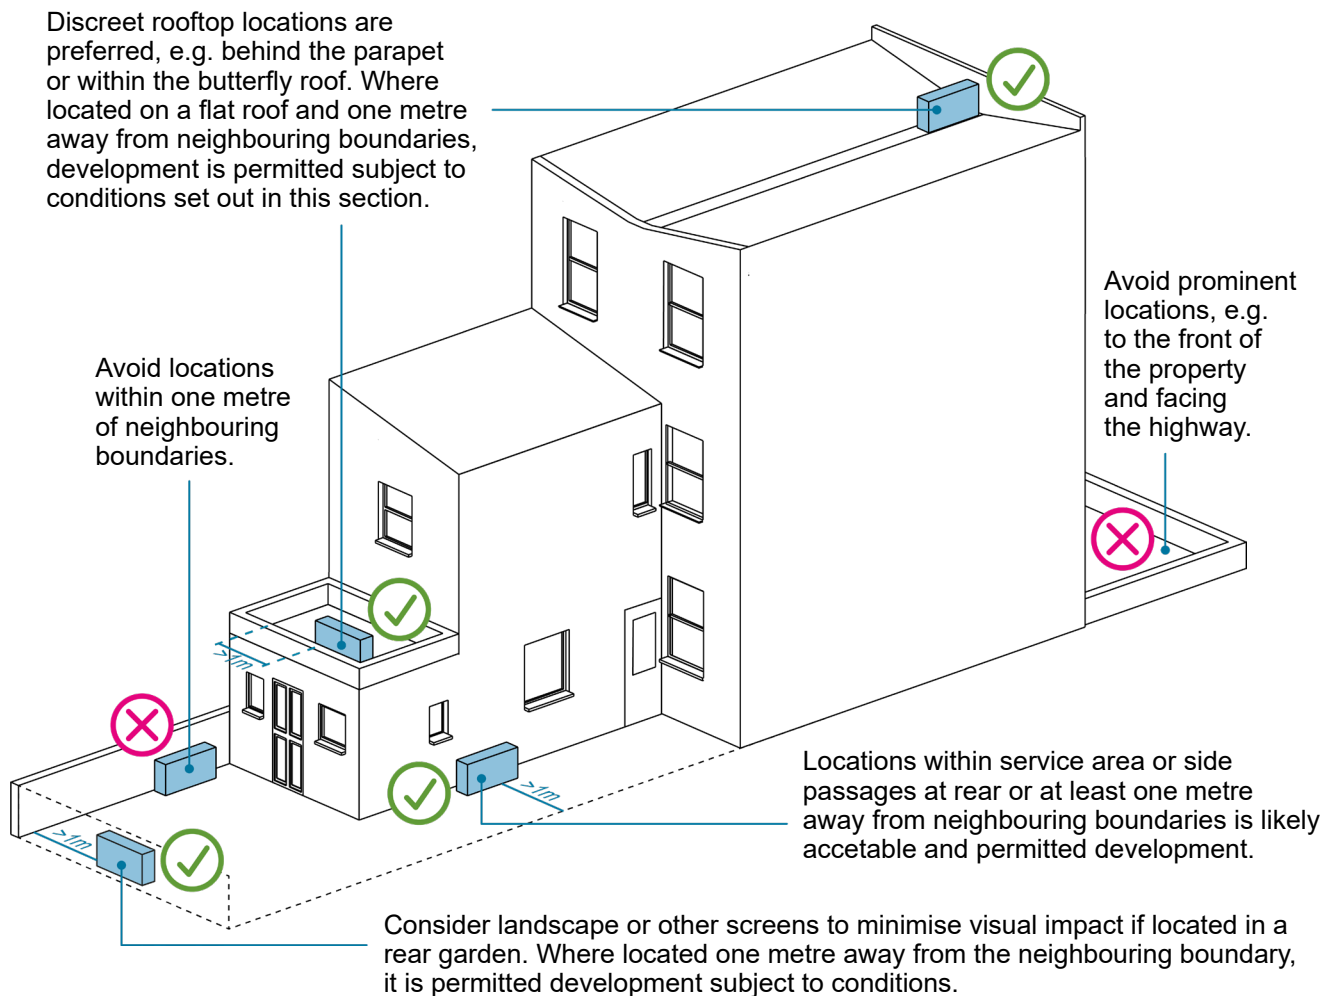 Discreet rooftop locations are
preferred, e.g. behind the parapet
or within the butterfly roof. Where
located on a flat roof and one metre
away from neighbouring boundaries,
development is permitted subject to
conditions set out in this section.
Avoid prominent
locations, e.g.
to the front of
the property
and facing
the highway.
Avoid locations
within one metre
of neighbouring
boundaries.
>1m
>1m
>1m
Locations within service area or side
passages at rear or at least one metre
away from neighbouring boundaries is likely
accetable and permitted development.
Consider landscape or other screens to minimise visual impact if located in a
rear garden. Where located one metre away from the neighbouring boundary,
it is permitted development subject to conditions.